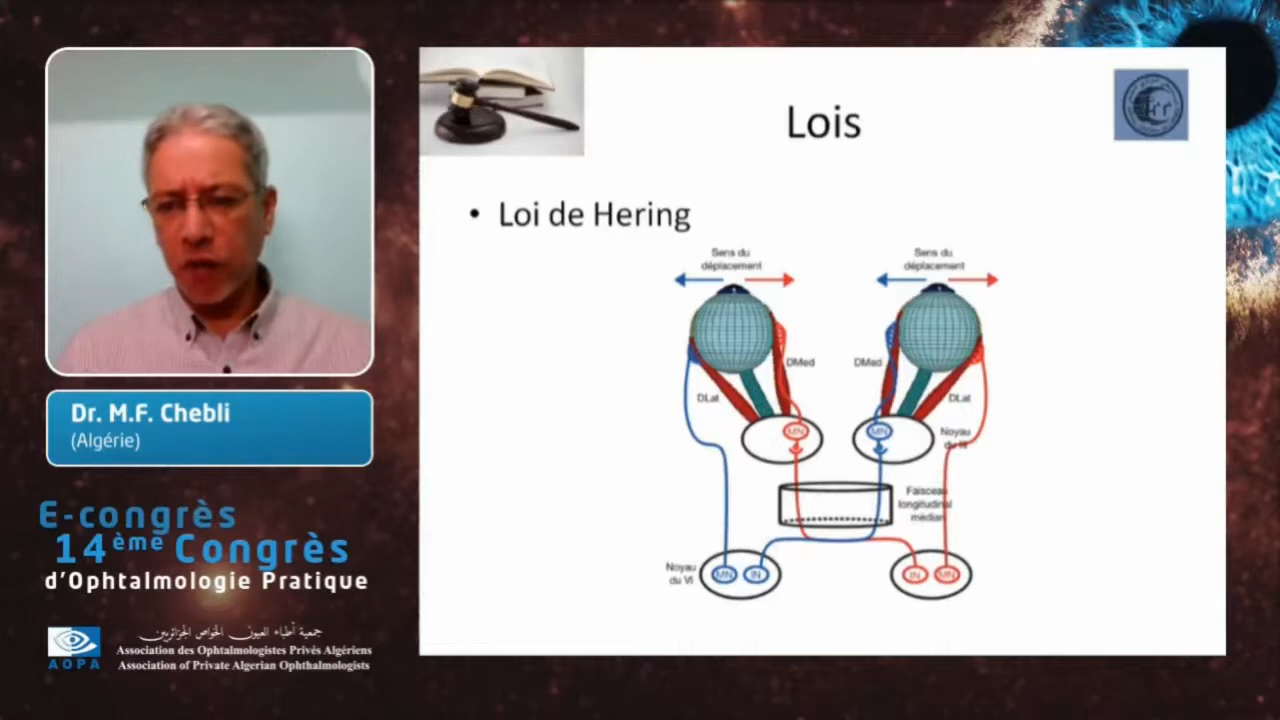 Lois
• Loi de Hering
Sens du
déplacement
Sens du
déplacement
DMed
DMed
DLat
DLat
MN
MN
Noyau
du III
Faisceau
longitudinal
médian
Noyau
du VI
MN
IN
IN
MN
Dr. M.F. Chebli
(Algérie)
E-congrès
14ème Congrès
d'Ophtalmologie Pratique
جمعية أطباء العيون الخواص الجزائريين
AOPA
Association des Ophtalmologistes Privés Algériens
Association of Private Algerian Ophthalmologists